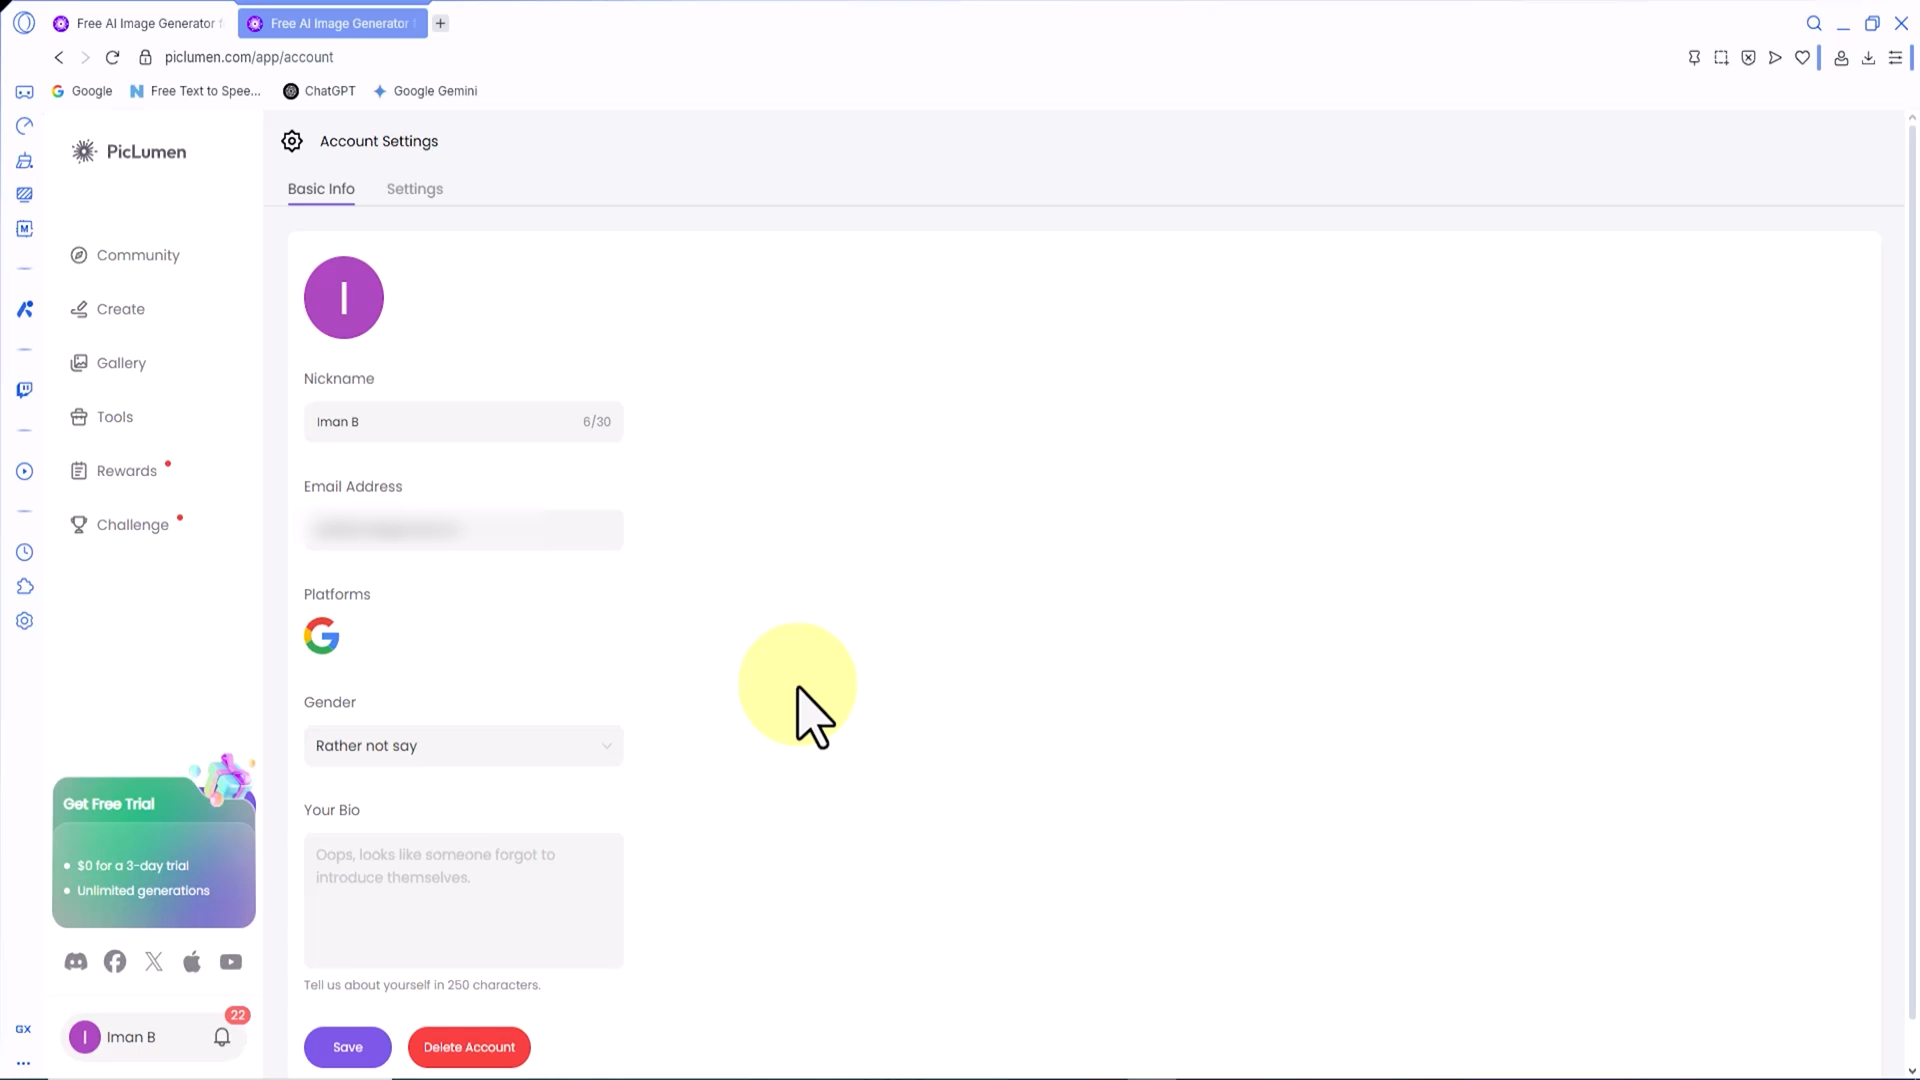 Free AI Image Generator f
Free AI Image Generator f
piclumen.com/app/account
Google
Free Text to Spee...
ChatGPT
Google Gemini
PicLumen
Account Settings
Basic Info
Settings
Community
Create
Gallery
Tools
Rewards
Challenge
I
Nickname
Iman B
6/30
Email Address
Platforms
Gender
Rather not say
Your Bio
Oops, looks like someone forgot to
introduce themselves.
Tell us about yourself in 250 characters.
Save
Delete Account
Get Free Trial
• $0 for a 3-day trial
• Unlimited generations
22
I
Iman B
GX
M